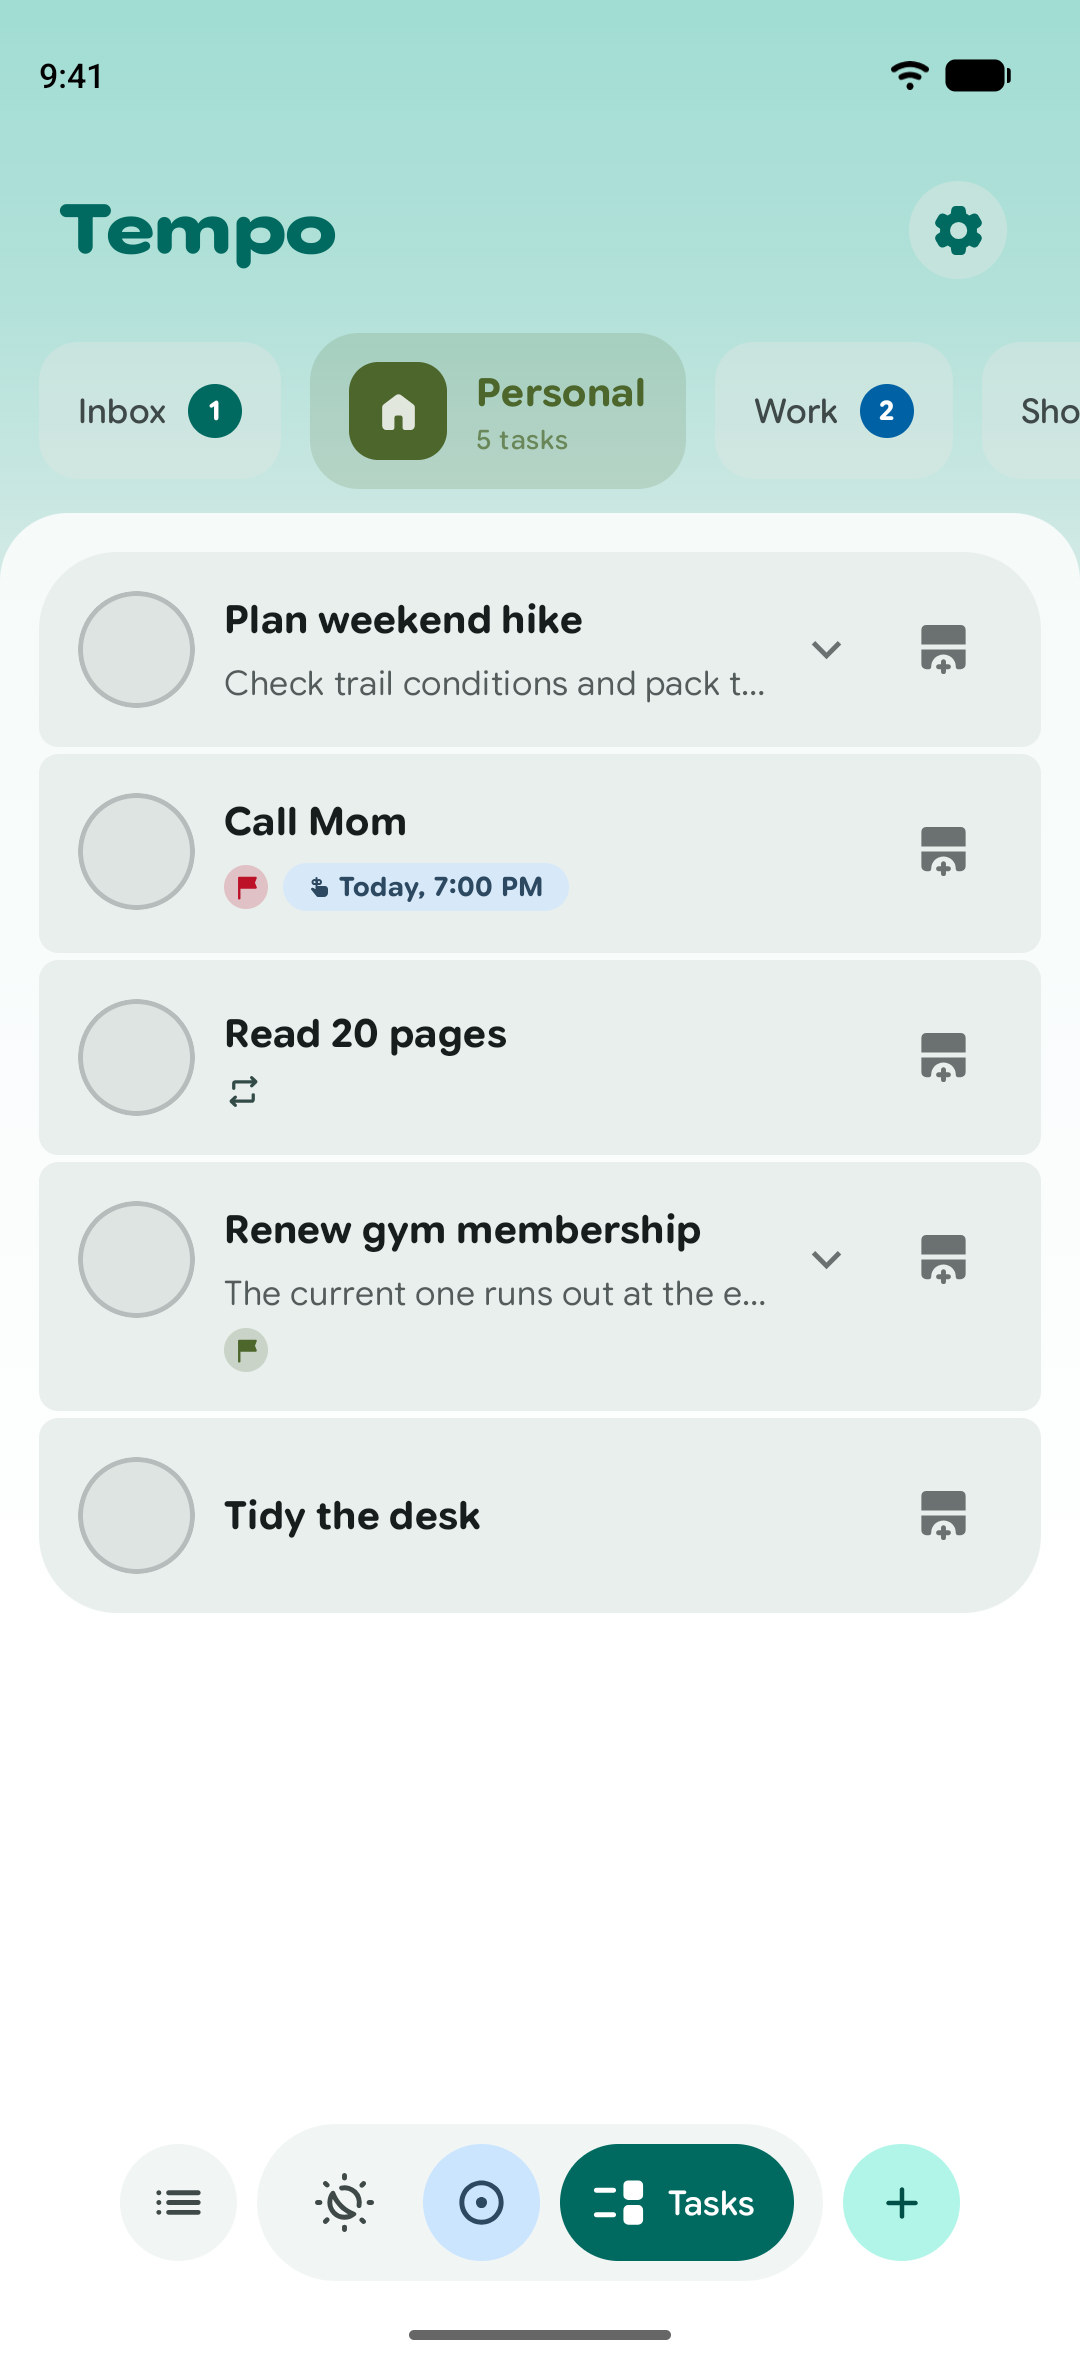 9:41
Tempo
Inbox 1
Personal
5 tasks
Work 2
Sho
Plan weekend hike
Check trail conditions and pack t...
Call Mom
Today, 7:00 PM
Read 20 pages
Renew gym membership
The current one runs out at the e...
Tidy the desk
Tasks